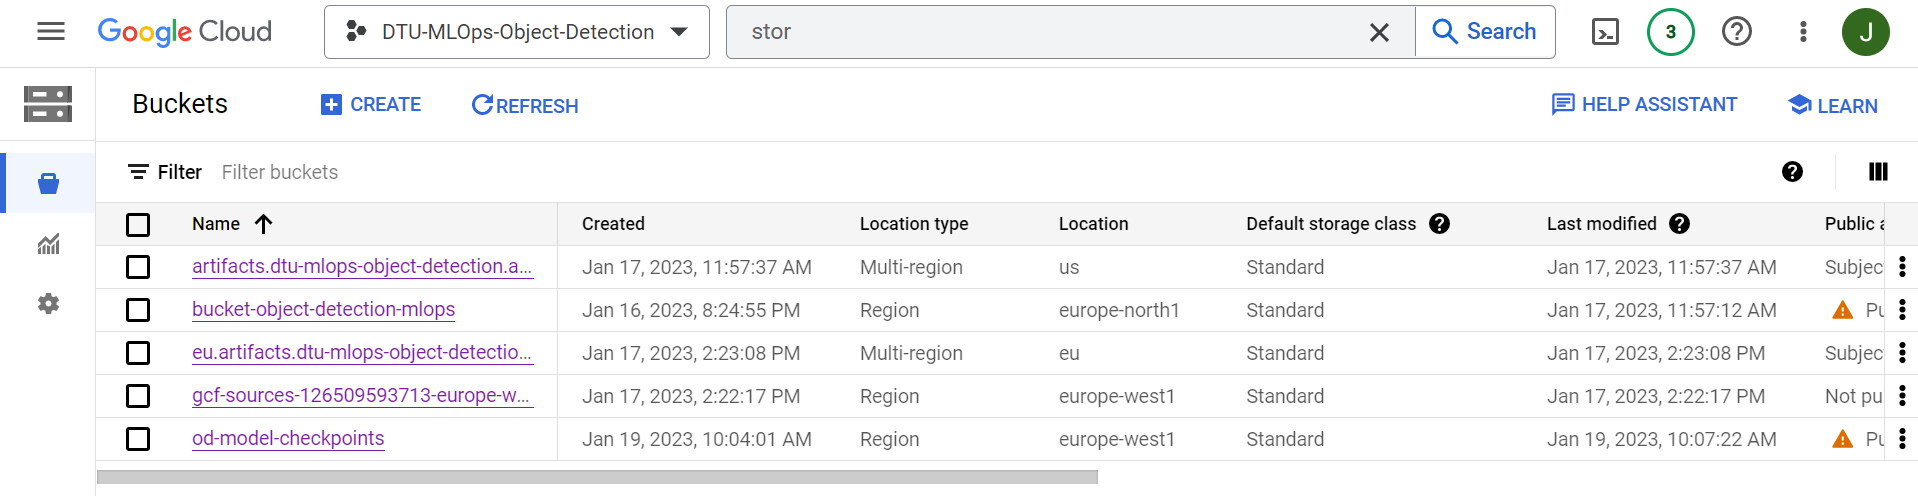 Google Cloud DTU-MLOps-Object-Detection stor Search 3 J
Buckets CREATE REFRESH HELP ASSISTANT LEARN
Filter Filter buckets
Name Created Location type Location Default storage class Last modified Public a
artifacts.dtu-mlops-object-detection.a... Jan 17, 2023, 11:57:37 AM Multi-region us Standard Jan 17, 2023, 11:57:37 AM Subjec
bucket-object-detection-mlops Jan 16, 2023, 8:24:55 PM Region europe-north1 Standard Jan 17, 2023, 11:57:12 AM Pu
eu.artifacts.dtu-mlops-object-detectio... Jan 17, 2023, 2:23:08 PM Multi-region eu Standard Jan 17, 2023, 2:23:08 PM Subjec
gcf-sources-126509593713-europe-w... Jan 17, 2023, 2:22:17 PM Region europe-west1 Standard Jan 17, 2023, 2:22:17 PM Not pu
od-model-checkpoints Jan 19, 2023, 10:04:01 AM Region europe-west1 Standard Jan 19, 2023, 10:07:22 AM Pu